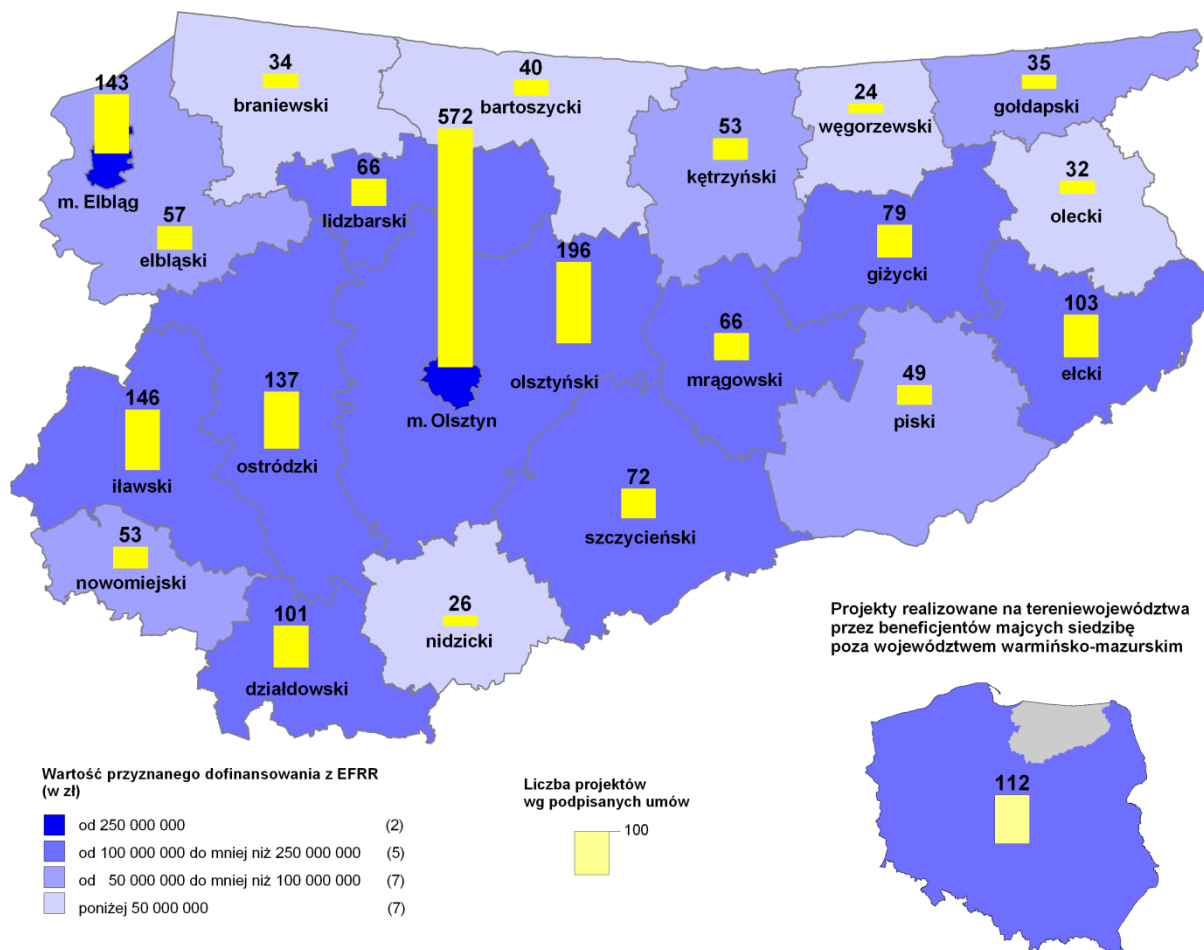 143
m. Elbląg
34
braniewski
40
bartoszycki
24
węgorzewski
35
gołdapski
572
m. Olsztyn
53
kętrzyński
66
lidzbarski
32
olecki
57
elbląski
79
giżycki
196
olsztyński
66
mrągowski
103
ełcki
49
piski
146
iławski
137
ostródzki
72
szczycieński
53
nowomiejski
101
działdowski
26
nidzicki
Projekty realizowane na tereniewojewództwa
przez beneficjentów majcych siedzibę
poza województwem warmińsko-mazurskim
112
Wartość przyznanego dofinansowania z EFRR
(w zł)
od 250 000 000 (2)
od 100 000 000 do mniej niż 250 000 000 (5)
od 50 000 000 do mniej niż 100 000 000 (7)
poniżej 50 000 000 (7)
Liczba projektów
wg podpisanych umów
100